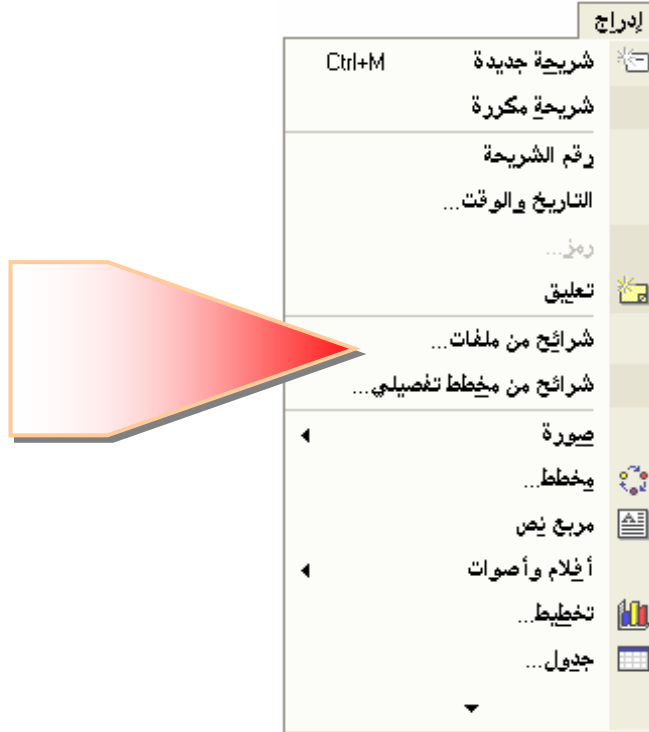 إدراج
شريحة جديدة Ctrl+M
شريحة مكررة
رقم الشريحة
التاريخ والوقت...
رمز...
تعليق
شرائح من ملفات...
شرائح من مخطط تفصيلي...
صورة
مخطط...
مربع نص
أفلام وأصوات
تخطيط...
جدول...